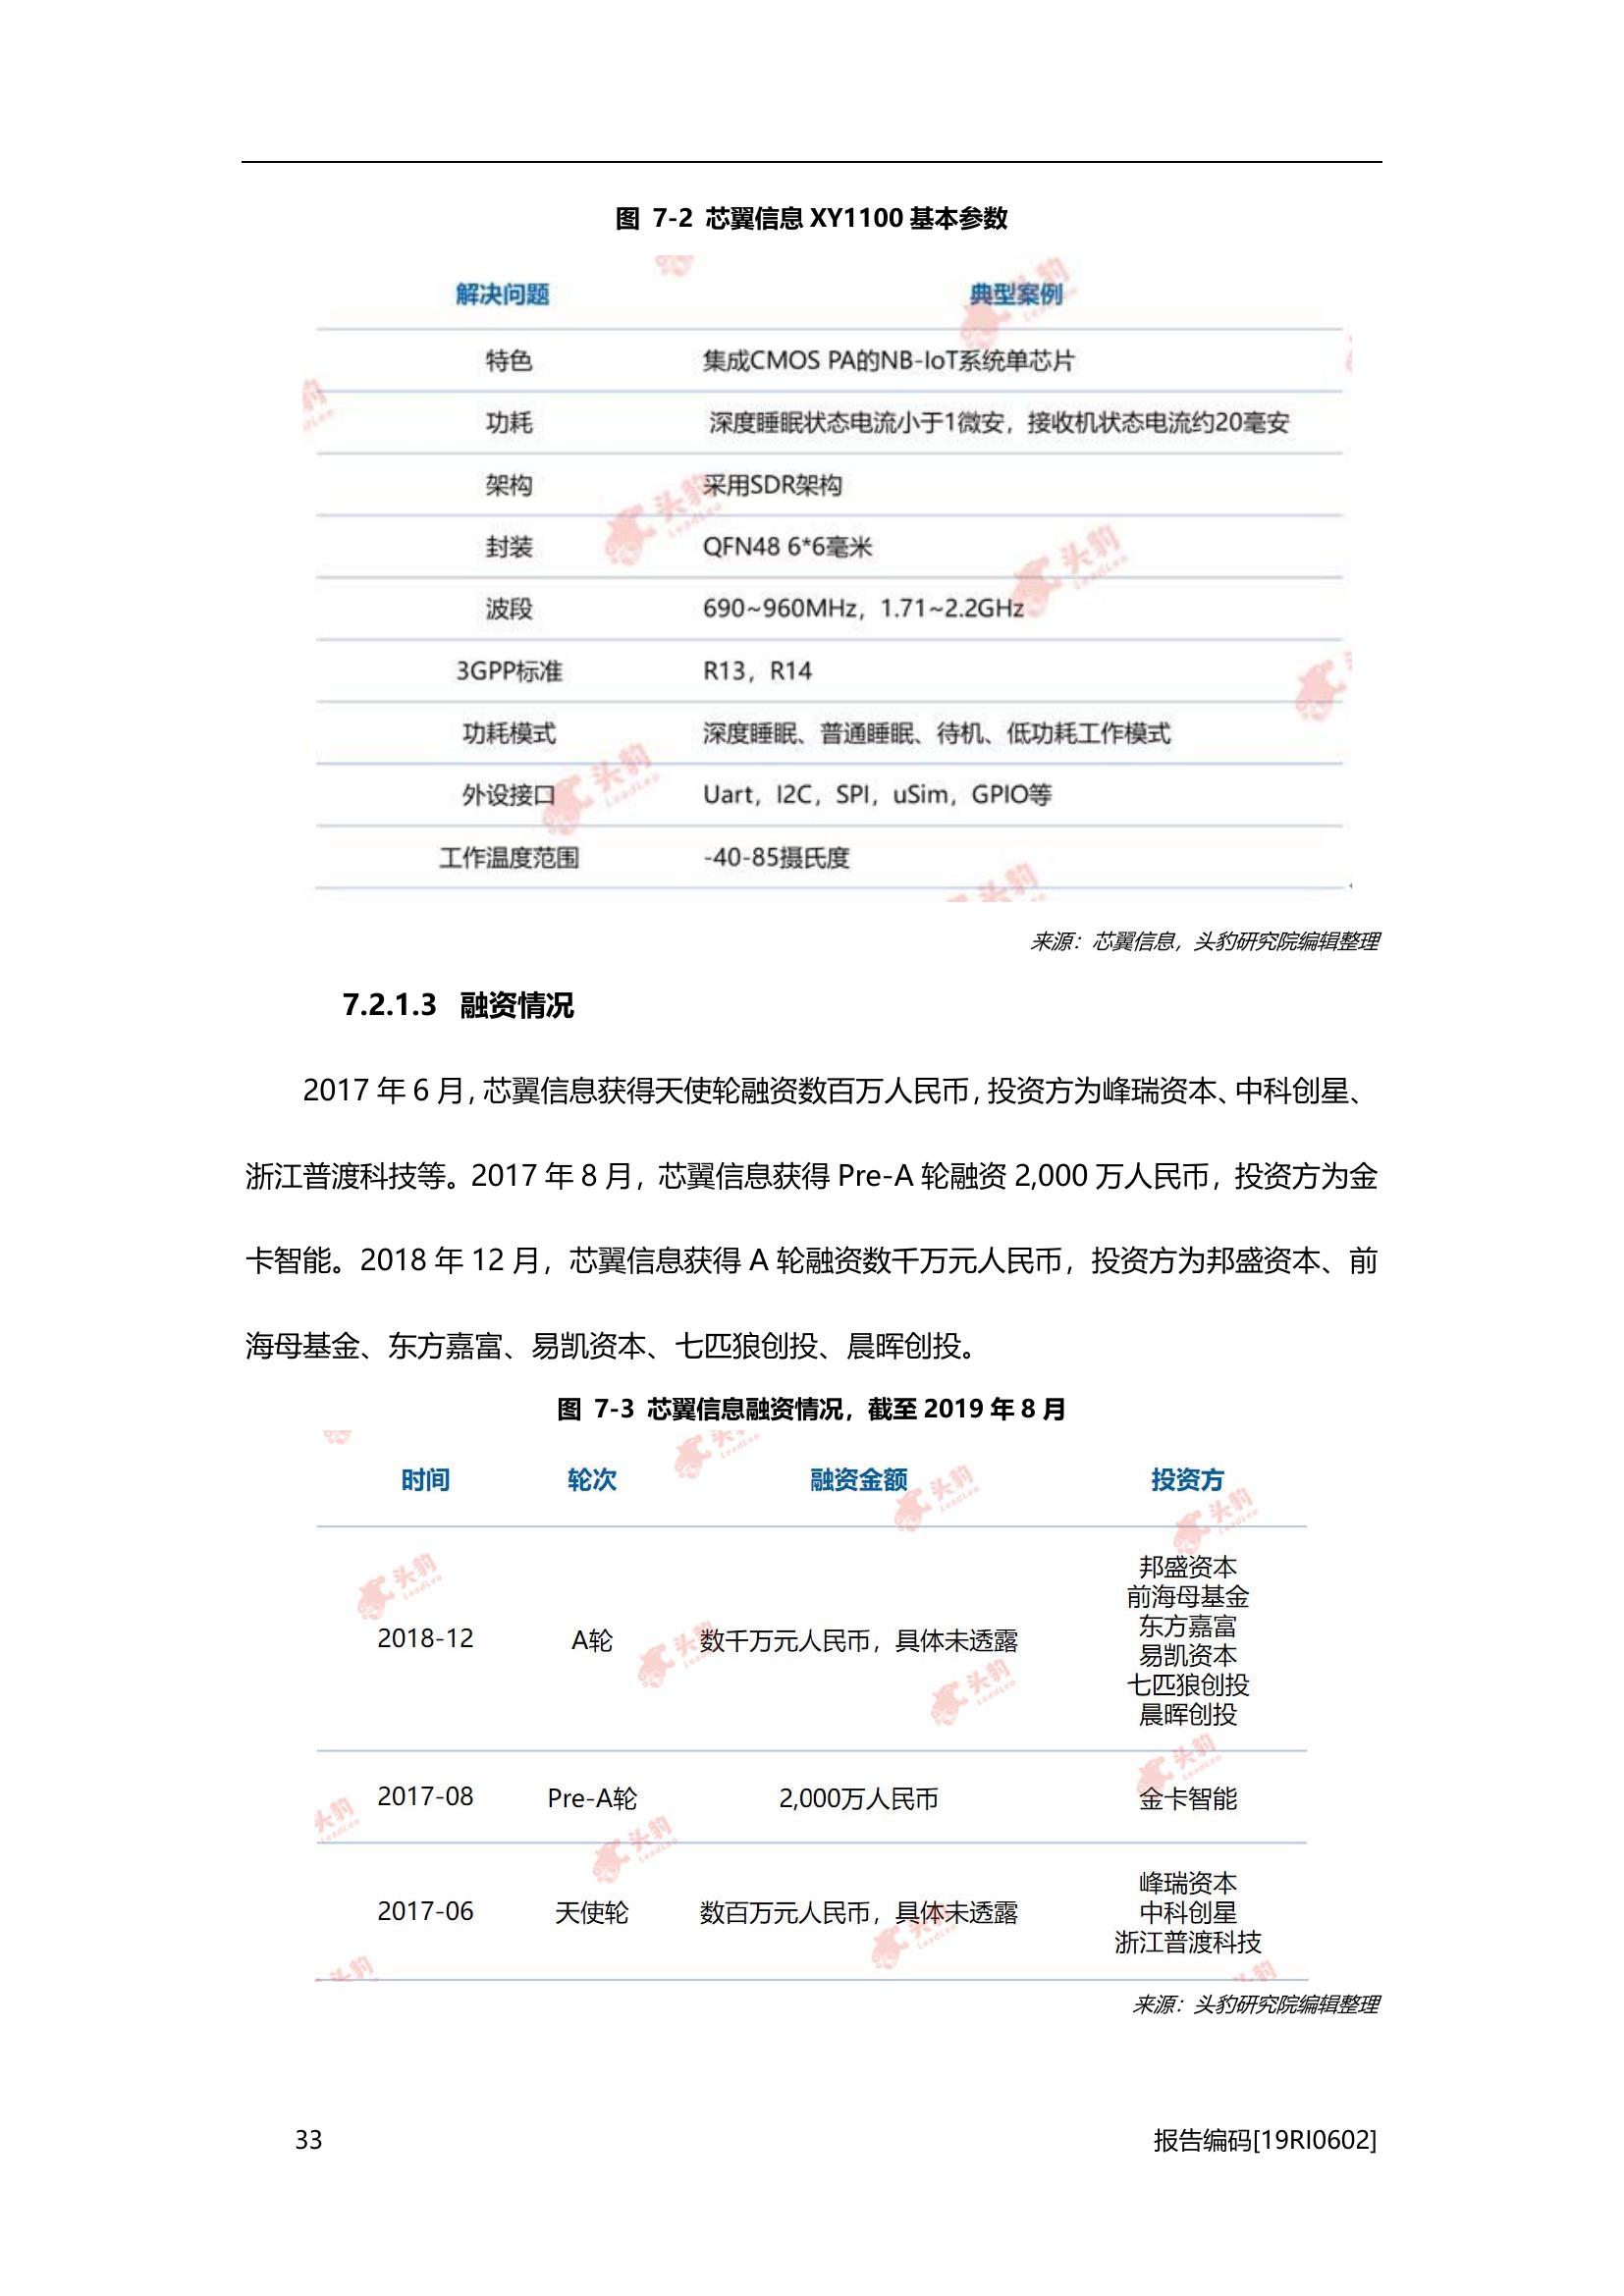 图 7-2 芯翼信息 XY1100 基本参数
解决问题 典型案例
特色 集成CMOS PA的NB-IoT系统单芯片
功耗 深度睡眠状态电流小于1微安，接收机状态电流约20毫安
架构 采用SDR架构
封装 QFN48 6*6毫米
波段 690~960MHz，1.71~2.2GHz
3GPP标准 R13，R14
功耗模式 深度睡眠、普通睡眠、待机、低功耗工作模式
外设接口 Uart，I2C，SPI，uSim，GPIO等
工作温度范围 -40-85摄氏度
来源：芯翼信息，头豹研究院编辑整理
7.2.1.3 融资情况
2017 年 6 月，芯翼信息获得天使轮融资数百万人民币，投资方为峰瑞资本、中科创星、
浙江普渡科技等。2017 年 8 月，芯翼信息获得 Pre-A 轮融资 2,000 万人民币，投资方为金
卡智能。2018 年 12 月，芯翼信息获得 A 轮融资数千万元人民币，投资方为邦盛资本、前
海母基金、东方嘉富、易凯资本、七匹狼创投、晨晖创投。
图 7-3 芯翼信息融资情况，截至 2019 年 8 月
时间 轮次 融资金额 投资方
邦盛资本
前海母基金
东方嘉富
2018-12 A轮 数千万元人民币，具体未透露
易凯资本
七匹狼创投
晨晖创投
2017-08 Pre-A轮 2,000万人民币 金卡智能
峰瑞资本
2017-06 天使轮 数百万元人民币，具体未透露 中科创星
浙江普渡科技
来源：头豹研究院编辑整理
33 报告编码[19RI0602]